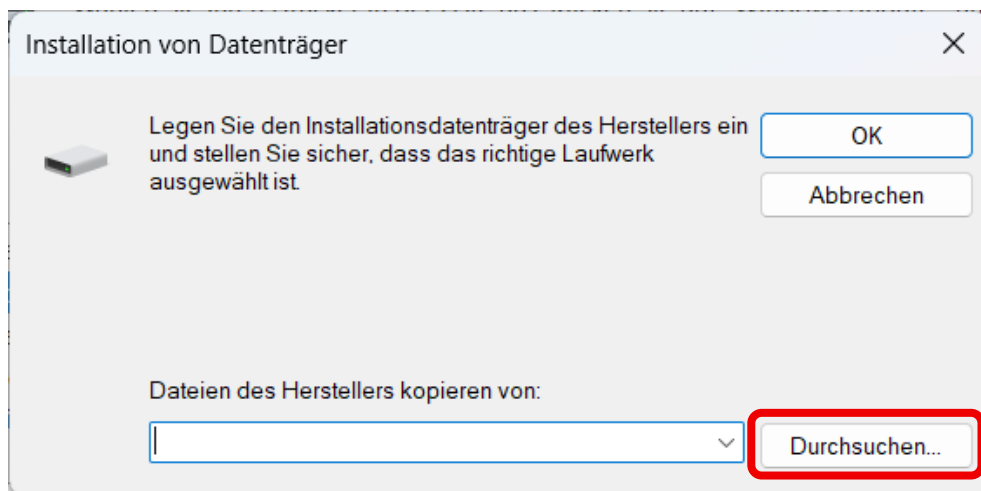 Installation von Datenträger
Legen Sie den Installationsdatenträger des Herstellers ein
und stellen Sie sicher, dass das richtige Laufwerk
ausgewählt ist.
OK
Abbrechen
Dateien des Herstellers kopieren von:
Durchsuchen...